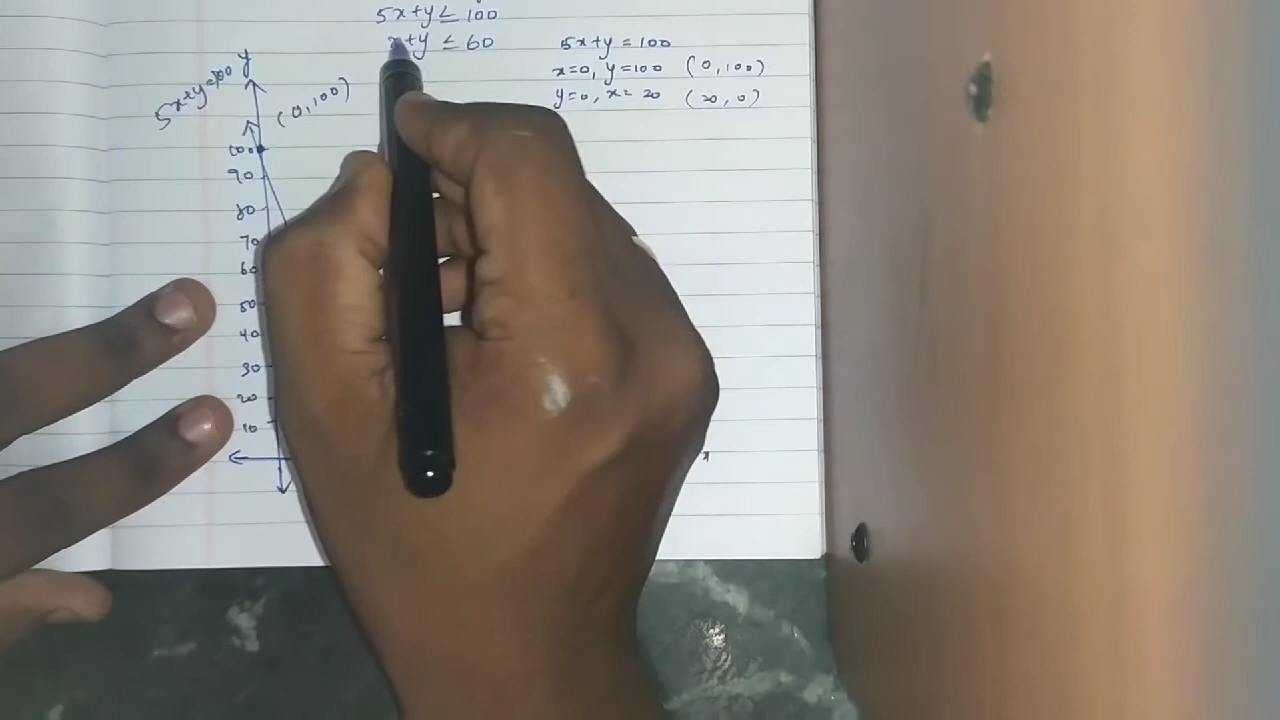 5x+y ≤ 100
x+y ≤ 60
5x+y = 100
x=0, y=100 (0,100)
y=0, x= 20 (20, 0)
y
5x+y=100
(0,100)
100
90
80
70
60
50
40
30
20
10
x